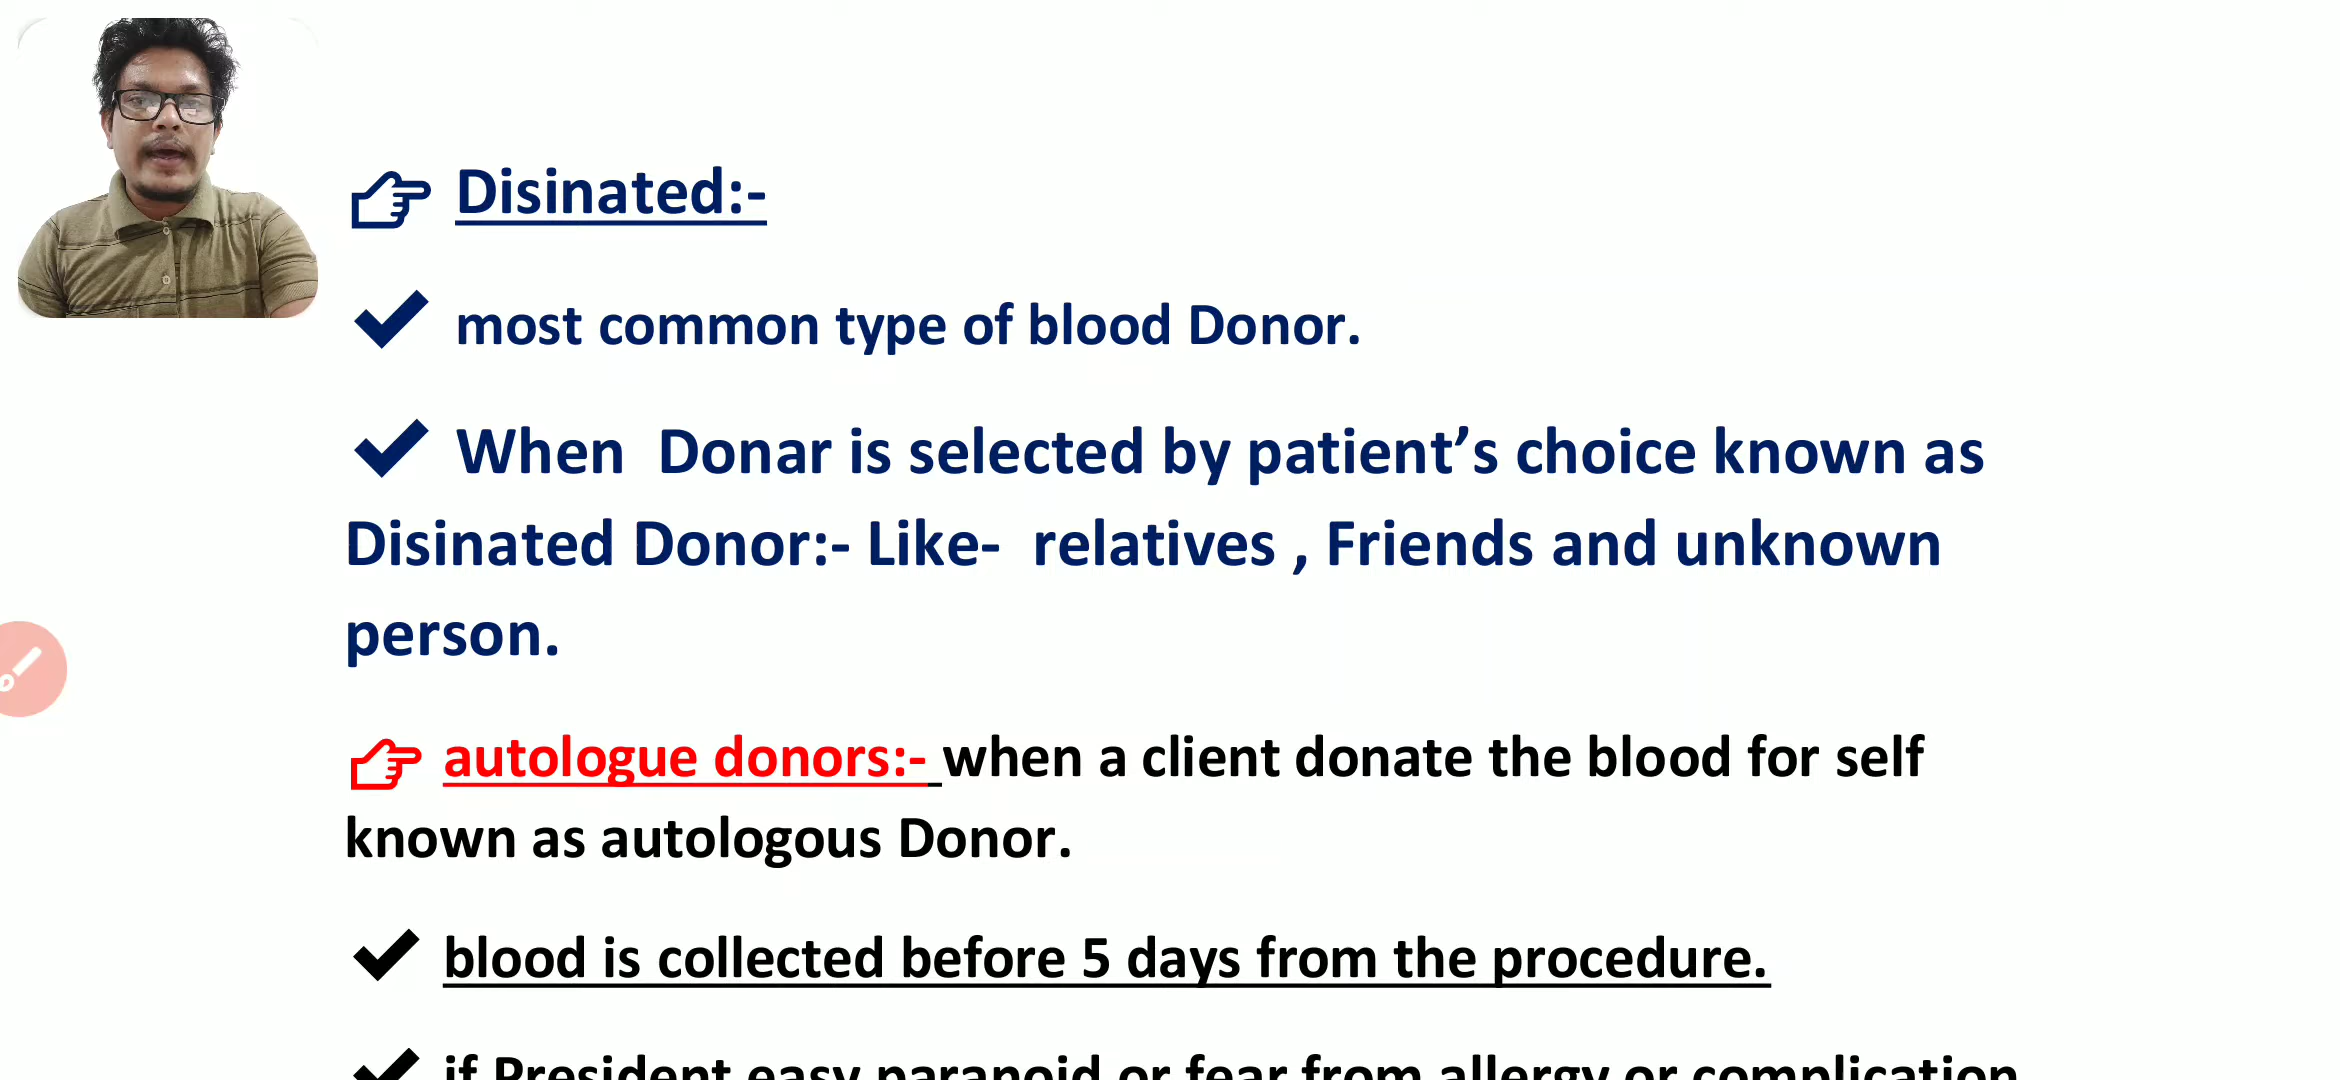 Disinated:-
most common type of blood Donor.
When Donar is selected by patient’s choice known as
Disinated Donor:- Like- relatives , Friends and unknown
person.
autologue donors:- when a client donate the blood for self
known as autologous Donor.
blood is collected before 5 days from the procedure.
if President easy paranoid or fear from allergy or complication